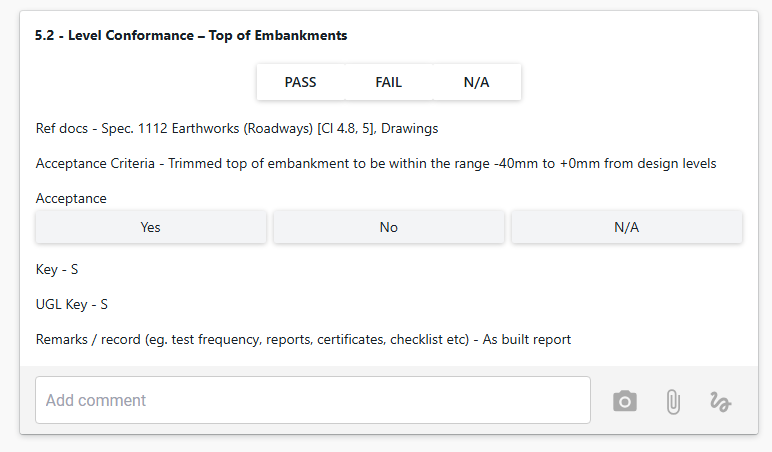 5.2 - Level Conformance – Top of Embankments
PASS FAIL N/A
Ref docs - Spec. 1112 Earthworks (Roadways) [Cl 4.8, 5], Drawings
Acceptance Criteria - Trimmed top of embankment to be within the range -40mm to +0mm from design levels
Acceptance
Yes No N/A
Key - S
UGL Key - S
Remarks / record (eg. test frequency, reports, certificates, checklist etc) - As built report
Add comment